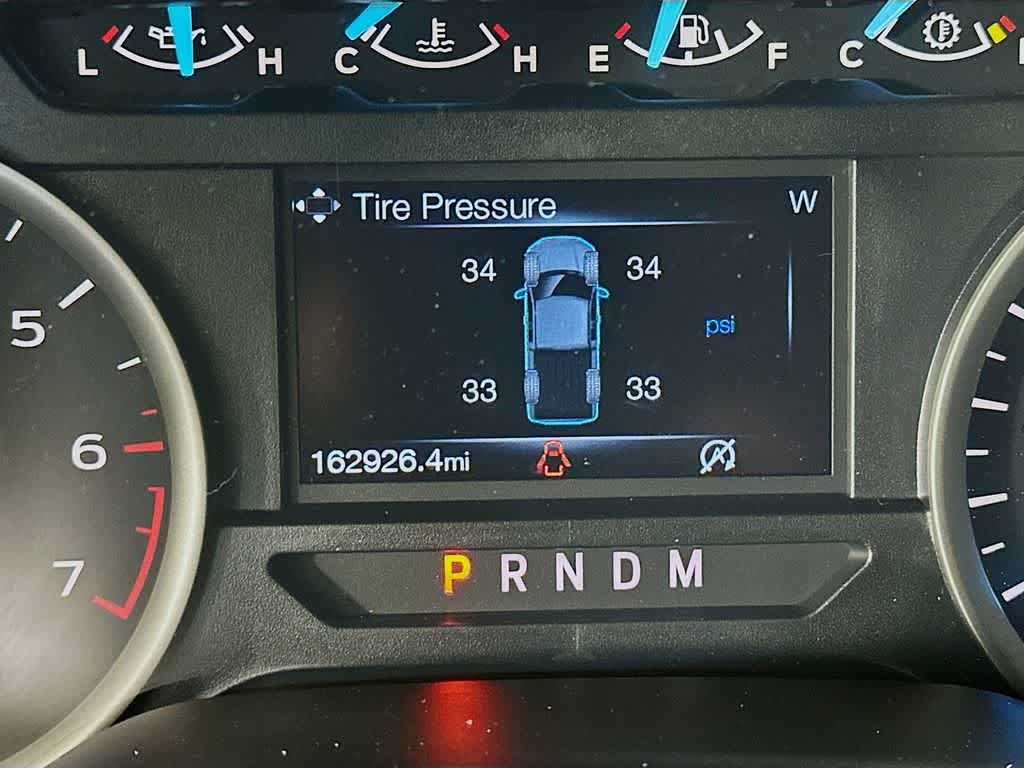 L H C H E F C
Tire Pressure W
34 34
psi
5
33 33
6
162926.4mi
7
P R N D M